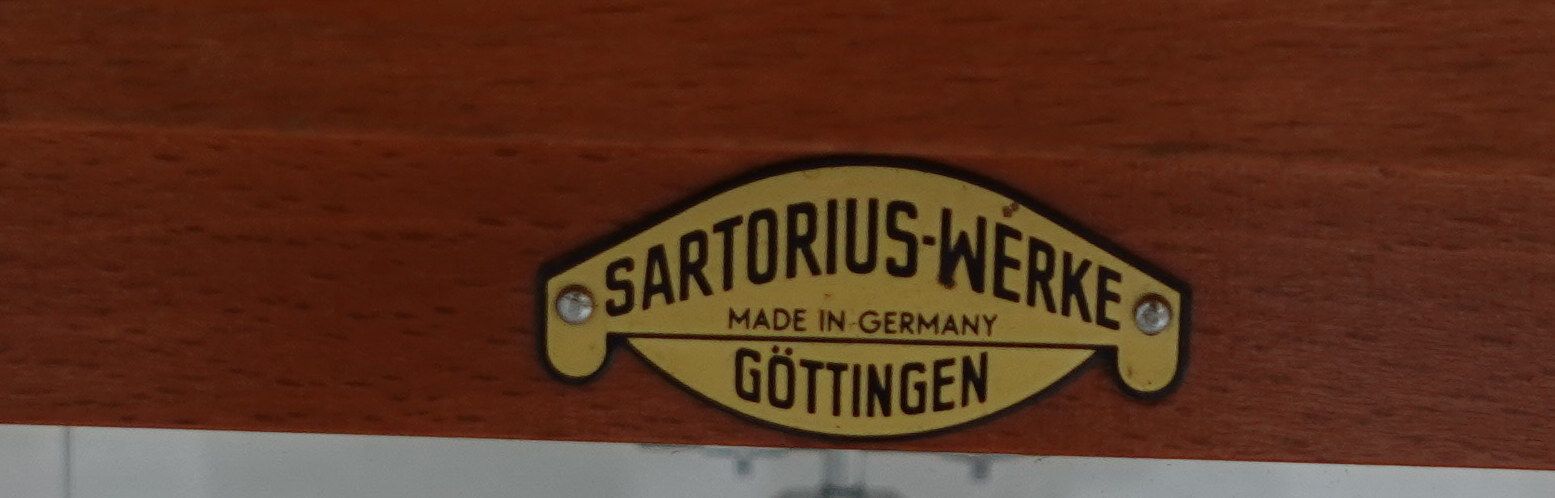 SARTORIUS-WERKE
MADE IN GERMANY
GÖTTINGEN